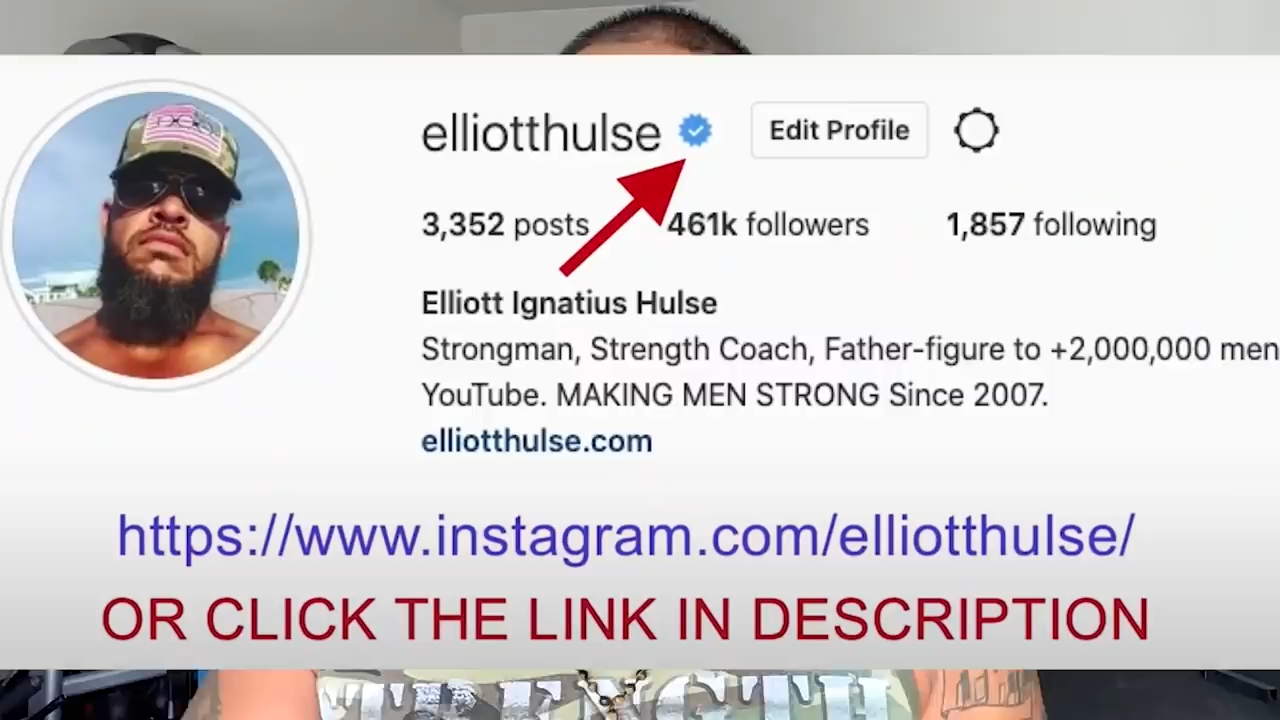 elliotthulse Edit Profile
3,352 posts 461k followers 1,857 following
Elliott Ignatius Hulse
Strongman, Strength Coach, Father-figure to +2,000,000 men
YouTube. MAKING MEN STRONG Since 2007.
elliotthulse.com
https://www.instagram.com/elliotthulse/
OR CLICK THE LINK IN DESCRIPTION